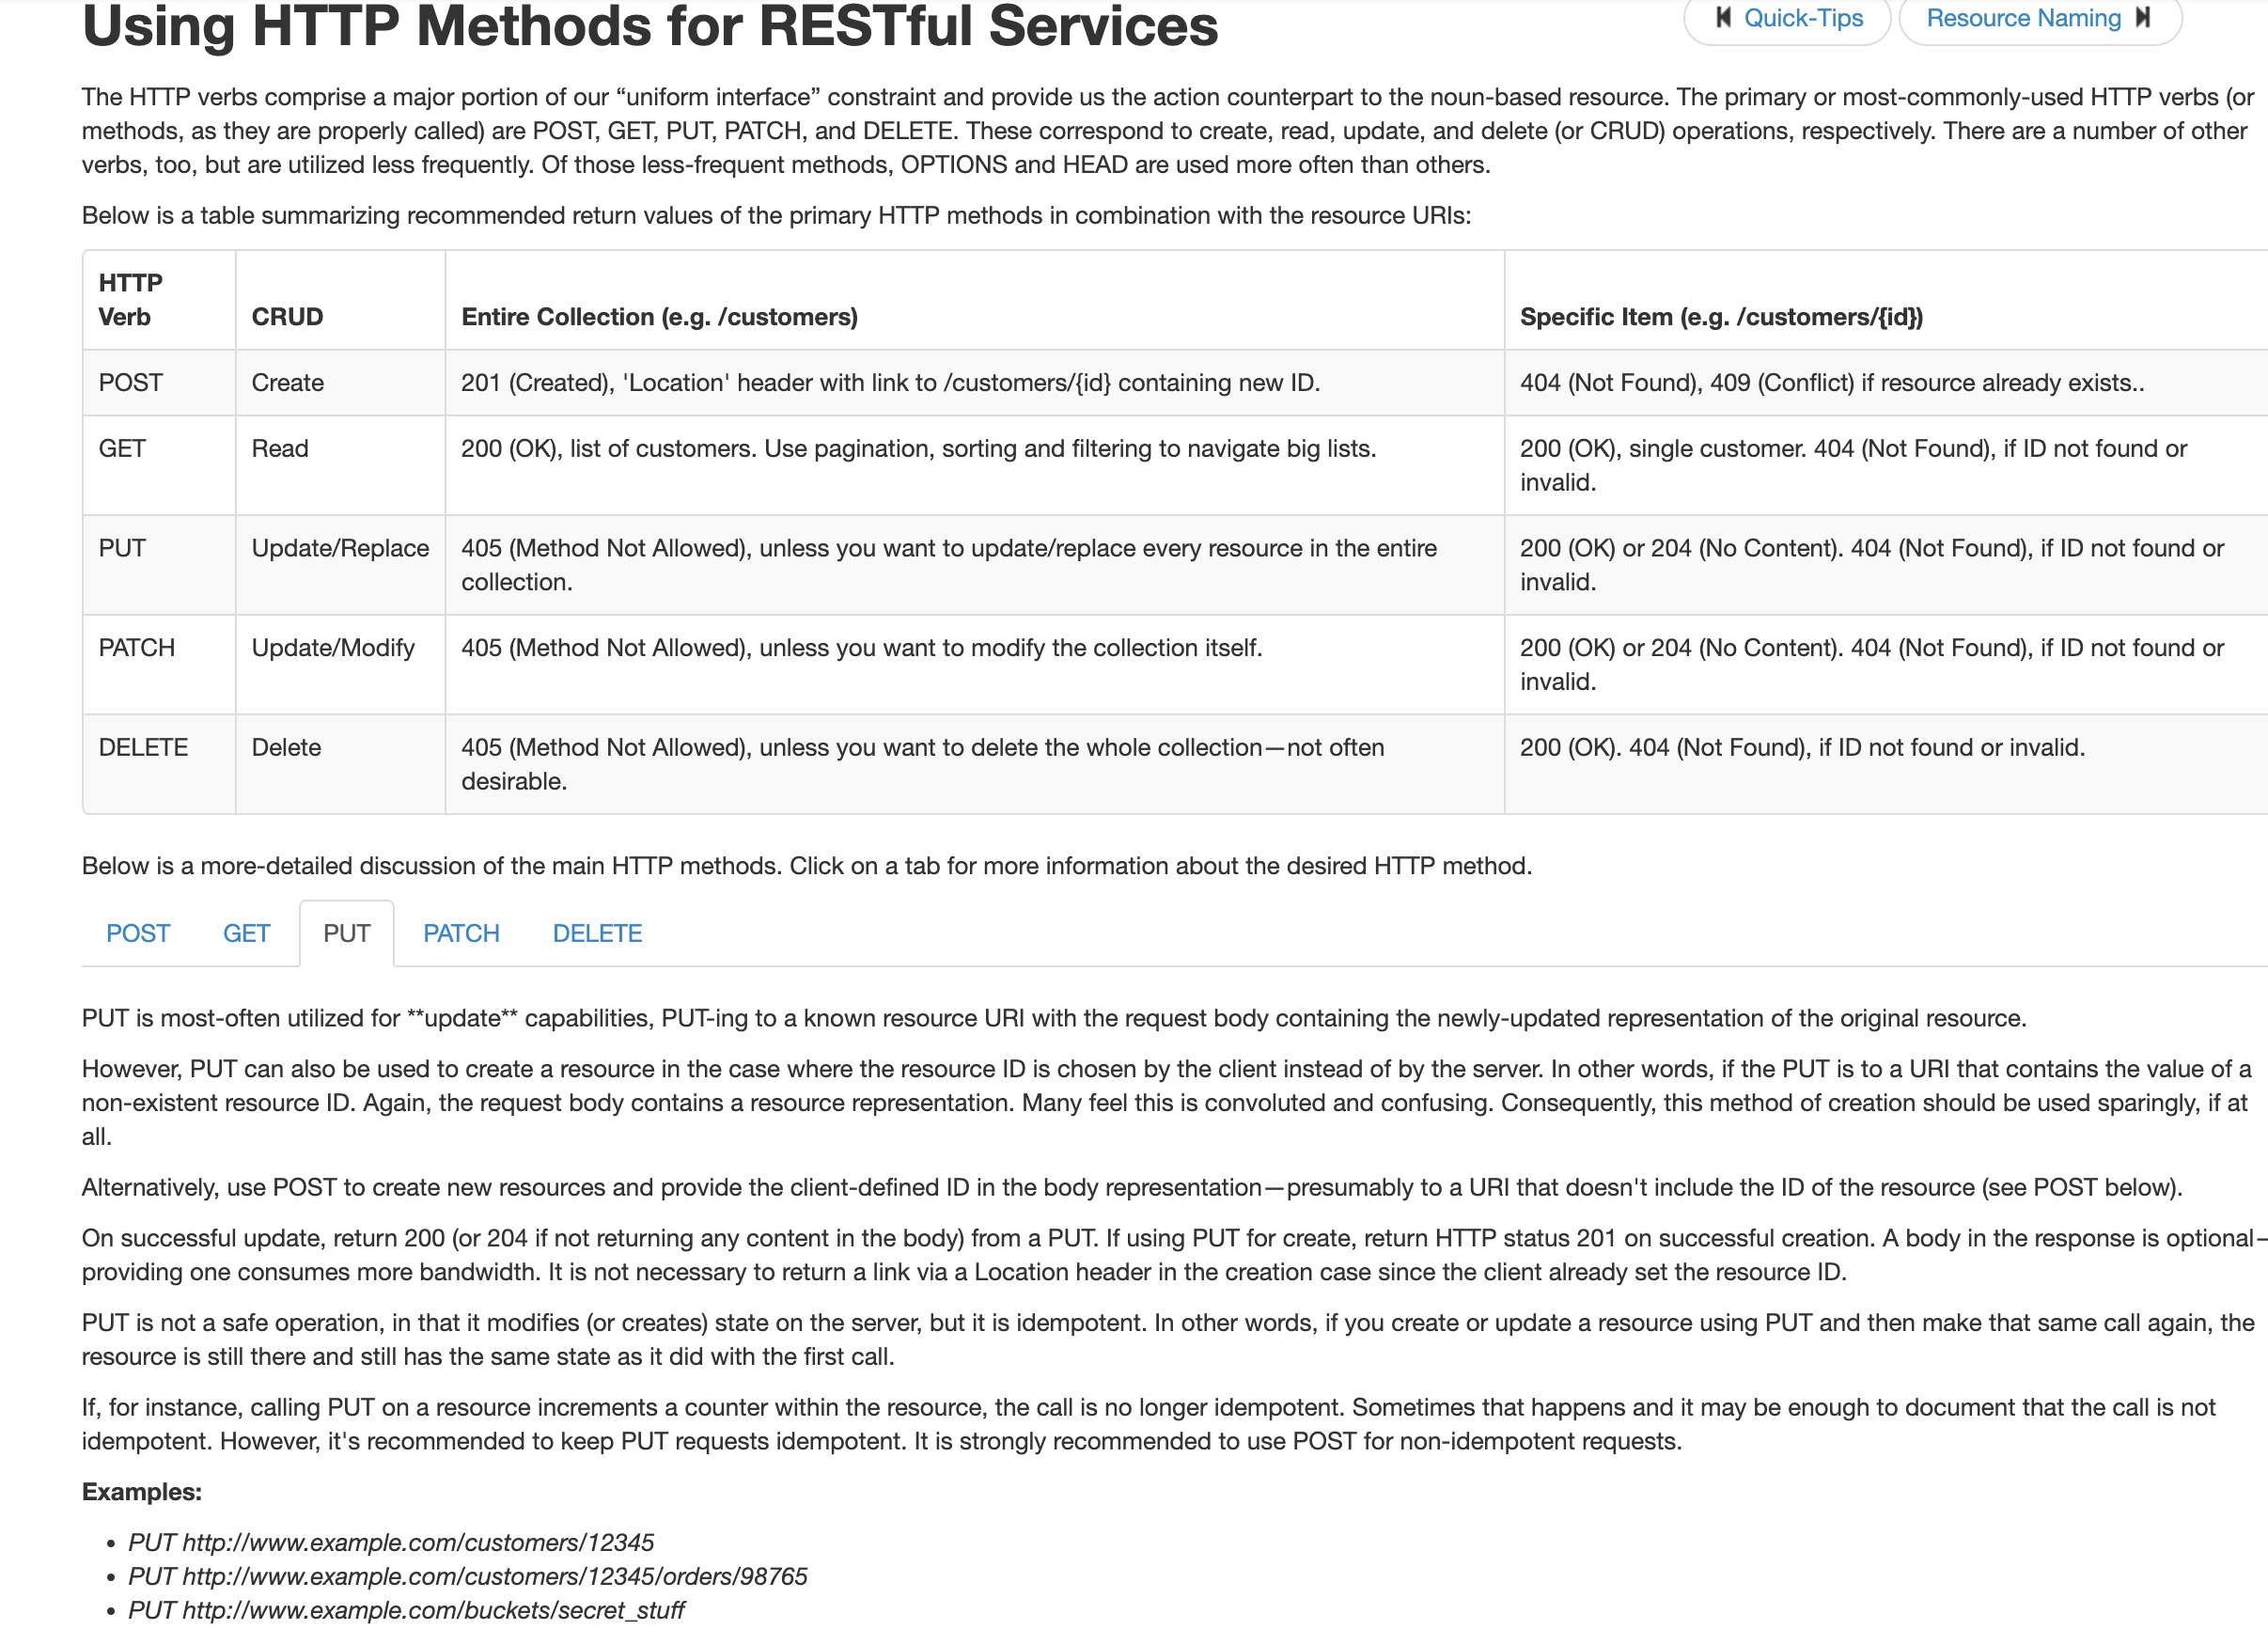 Using HTTP Methods for RESTful Services
Quick-Tips
Resource Naming
The HTTP verbs comprise a major portion of our “uniform interface” constraint and provide us the action counterpart to the noun-based resource. The primary or most-commonly-used HTTP verbs (or
methods, as they are properly called) are POST, GET, PUT, PATCH, and DELETE. These correspond to create, read, update, and delete (or CRUD) operations, respectively. There are a number of other
verbs, too, but are utilized less frequently. Of those less-frequent methods, OPTIONS and HEAD are used more often than others.
Below is a table summarizing recommended return values of the primary HTTP methods in combination with the resource URIs:
HTTP
Verb
CRUD
Entire Collection (e.g. /customers)
Specific Item (e.g. /customers/{id})
POST
Create
201 (Created), 'Location' header with link to /customers/{id} containing new ID.
404 (Not Found), 409 (Conflict) if resource already exists..
GET
Read
200 (OK), list of customers. Use pagination, sorting and filtering to navigate big lists.
200 (OK), single customer. 404 (Not Found), if ID not found or
invalid.
PUT
Update/Replace
405 (Method Not Allowed), unless you want to update/replace every resource in the entire
collection.
200 (OK) or 204 (No Content). 404 (Not Found), if ID not found or
invalid.
PATCH
Update/Modify
405 (Method Not Allowed), unless you want to modify the collection itself.
200 (OK) or 204 (No Content). 404 (Not Found), if ID not found or
invalid.
DELETE
Delete
405 (Method Not Allowed), unless you want to delete the whole collection—not often
desirable.
200 (OK). 404 (Not Found), if ID not found or invalid.
Below is a more-detailed discussion of the main HTTP methods. Click on a tab for more information about the desired HTTP method.
POST
GET
PUT
PATCH
DELETE
PUT is most-often utilized for **update** capabilities, PUT-ing to a known resource URI with the request body containing the newly-updated representation of the original resource.
However, PUT can also be used to create a resource in the case where the resource ID is chosen by the client instead of by the server. In other words, if the PUT is to a URI that contains the value of a
non-existent resource ID. Again, the request body contains a resource representation. Many feel this is convoluted and confusing. Consequently, this method of creation should be used sparingly, if at
all.
Alternatively, use POST to create new resources and provide the client-defined ID in the body representation—presumably to a URI that doesn't include the ID of the resource (see POST below).
On successful update, return 200 (or 204 if not returning any content in the body) from a PUT. If using PUT for create, return HTTP status 201 on successful creation. A body in the response is optional—
providing one consumes more bandwidth. It is not necessary to return a link via a Location header in the creation case since the client already set the resource ID.
PUT is not a safe operation, in that it modifies (or creates) state on the server, but it is idempotent. In other words, if you create or update a resource using PUT and then make that same call again, the
resource is still there and still has the same state as it did with the first call.
If, for instance, calling PUT on a resource increments a counter within the resource, the call is no longer idempotent. Sometimes that happens and it may be enough to document that the call is not
idempotent. However, it's recommended to keep PUT requests idempotent. It is strongly recommended to use POST for non-idempotent requests.
Examples:
• PUT http://www.example.com/customers/12345
• PUT http://www.example.com/customers/12345/orders/98765
• PUT http://www.example.com/buckets/secret_stuff